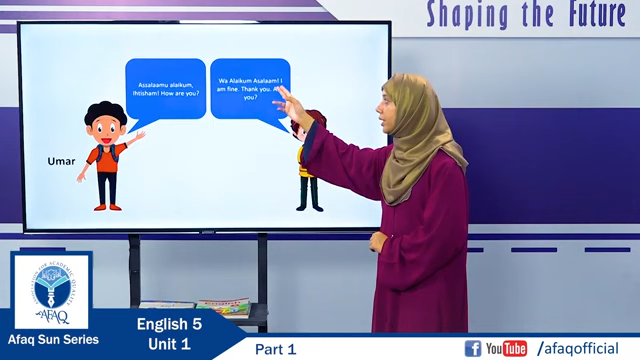 Shaping the Future
Assalaamu alaikum,
Ihtisham! How are you?
Wa Alaikum Asalaam! I
am fine. Thank you.
you?
Umar
AFAQ
Afaq Sun Series
English 5
Unit 1
Part 1
YouTube /afaqofficial